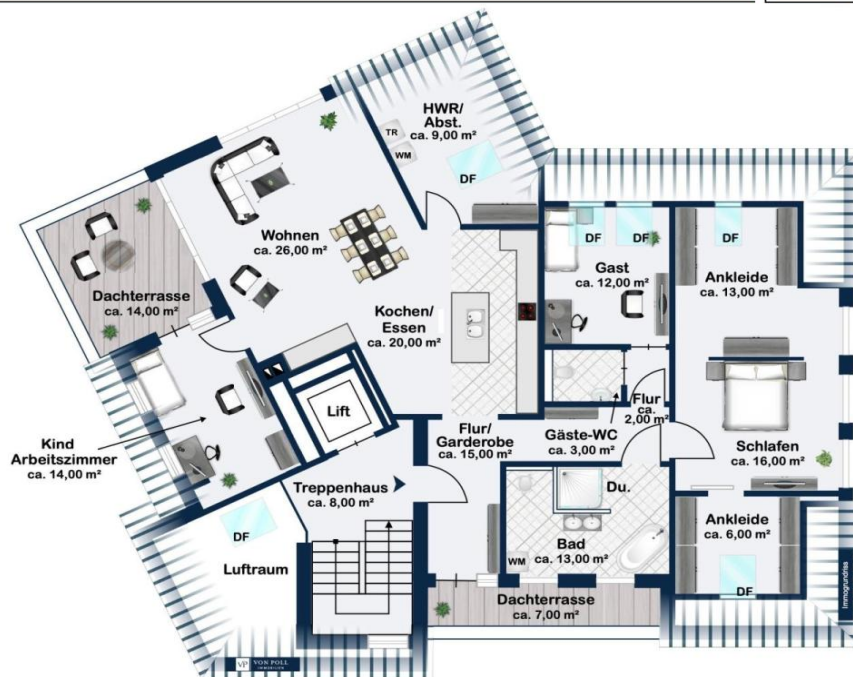 HWR/
Abst.
ca. 9,00 m²
TR
WM
DF
Wohnen
ca. 26,00 m²
DF
DF
DF
Gast
ca. 12,00 m²
Ankleide
ca. 13,00 m²
Dachterrasse
ca. 14,00 m²
Kochen/
Essen
ca. 20,00 m²
Lift
Flur
ca.
2,00 m²
Kind
Arbeitszimmer
ca. 14,00 m²
Flur/
Garderobe
ca. 15,00 m²
Gäste-WC
ca. 3,00 m²
Schlafen
ca. 16,00 m²
Treppenhaus
ca. 8,00 m²
Du.
DF
Luftraum
Bad
ca. 13,00 m²
WM
Ankleide
ca. 6,00 m²
DF
Dachterrasse
ca. 7,00 m²
Immogrundriss
VP VON POLL
IMMOBILIEN